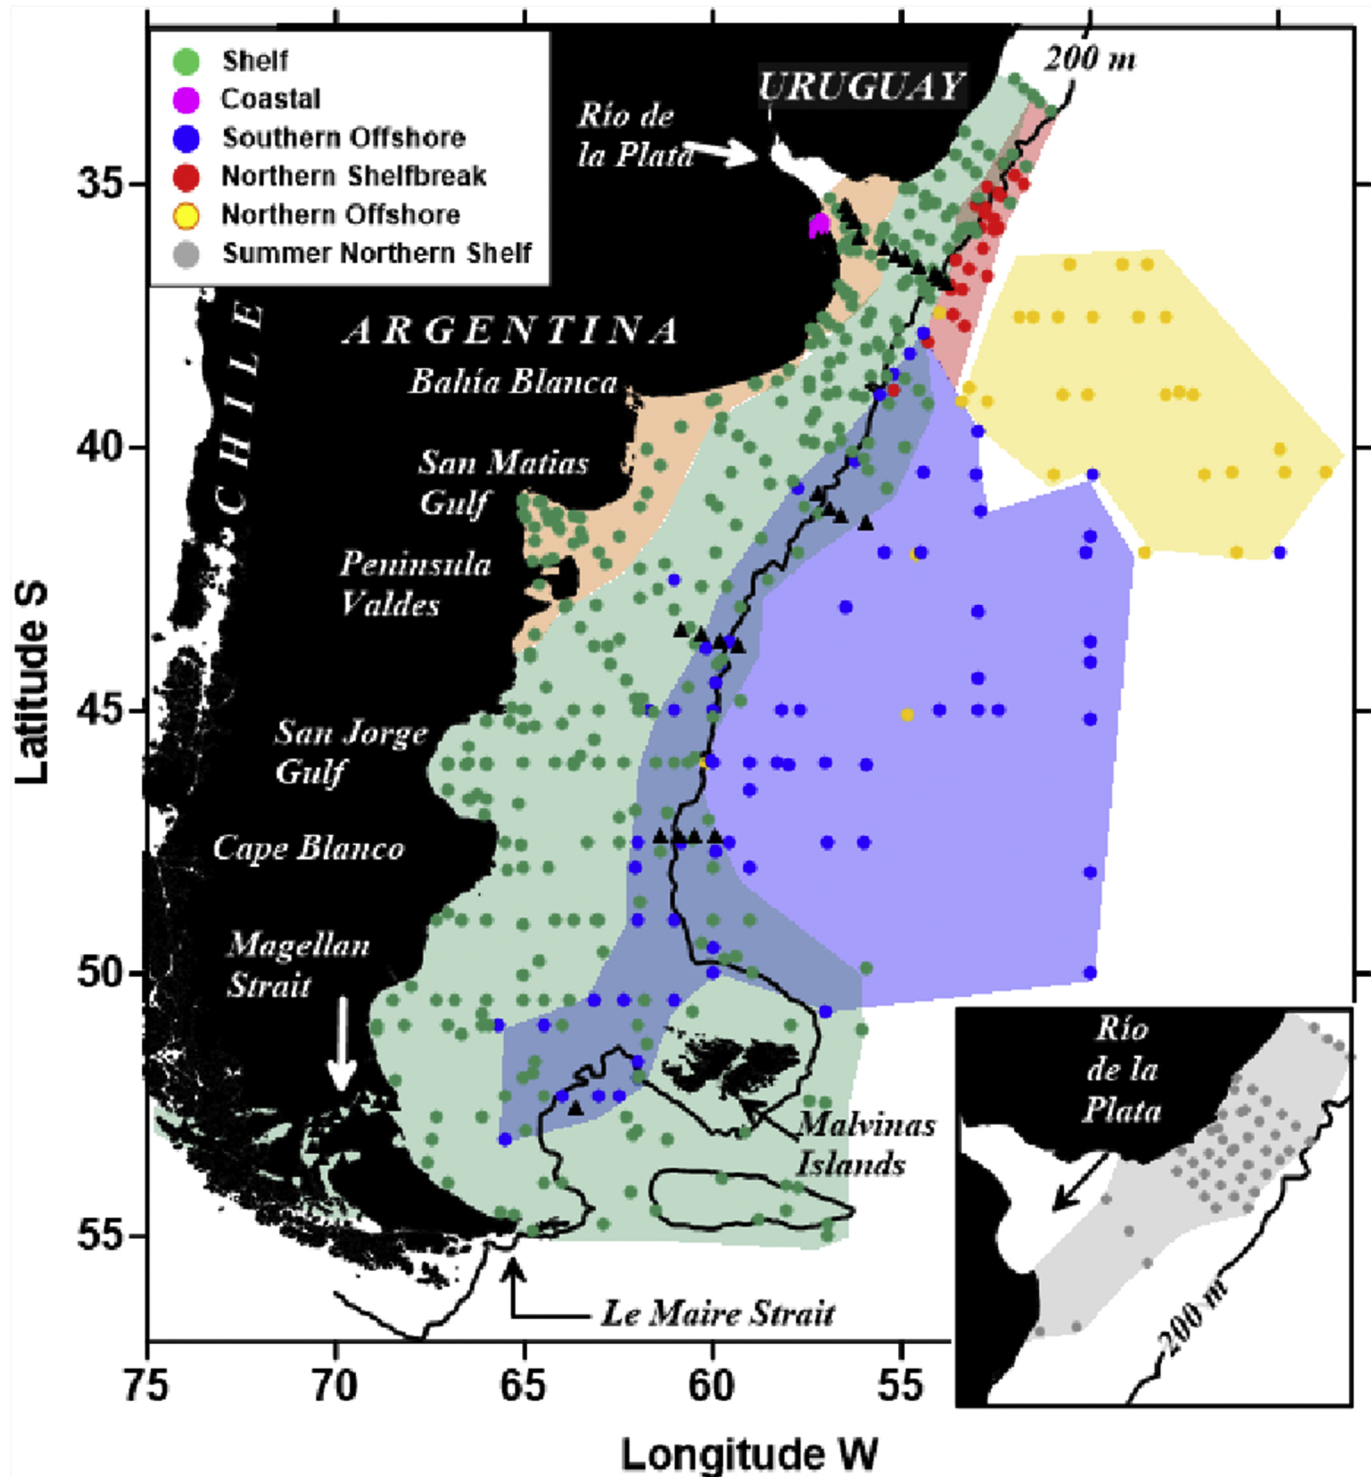 Shelf
Coastal
Southern Offshore
Northern Shelfbreak
Northern Offshore
Summer Northern Shelf
200 m
URUGUAY
Río de
la Plata
35
ARGENTINA
CHILE
Bahía Blanca
40
San Matias
Gulf
Peninsula
Valdes
Latitude S
45
San Jorge
Gulf
Cape Blanco
Magellan
Strait
50
Río
de la
Plata
Malvinas
Islands
55
Le Maire Strait
200 m
75
70
65
60
55
Longitude W